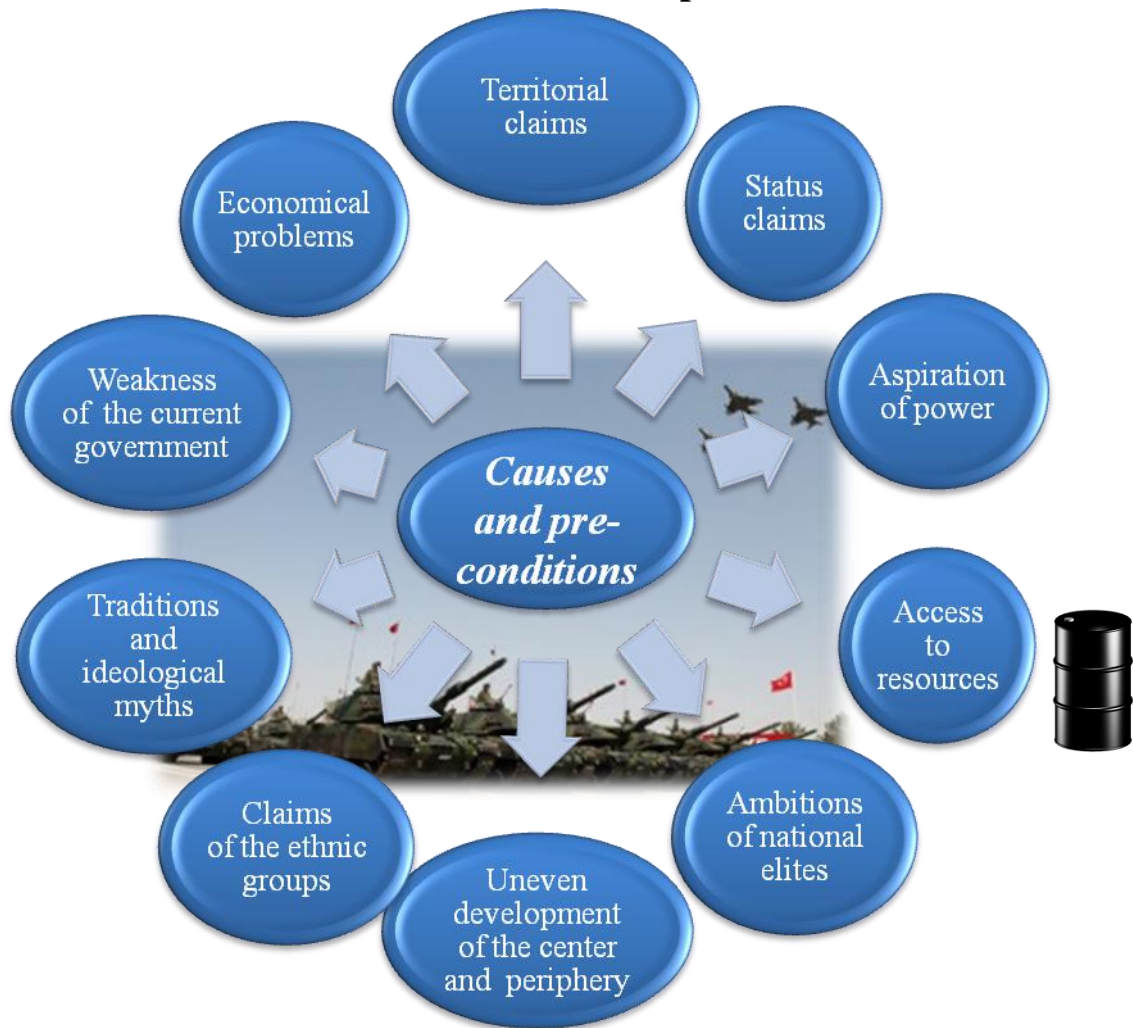 Territorial
claims
Status
claims
Aspiration
of power
Access
to
resources
Ambitions
of national
elites
Uneven
development
of the center
and periphery
Claims
of the ethnic
groups
Traditions
and
ideological
myths
Weakness
of the current
government
Economical
problems
Causes
and pre-
conditions